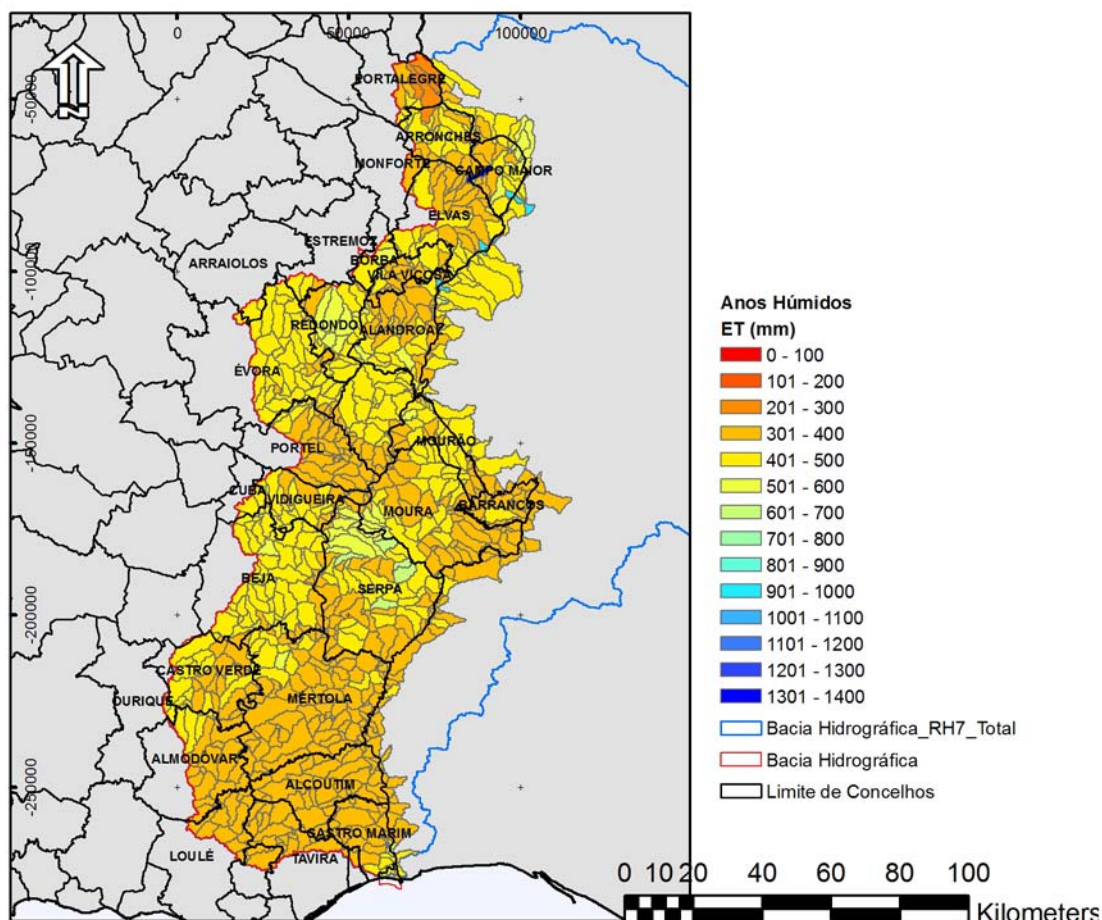 0 50000 100000
-50000
-100000
-150000
-200000
-250000
N
PORTALEGRE
ARRONCHES
MONFORTE
CAMPO MAIOR
ELVAS
ESTREMOZ
BORBA
ARRAIOLOS
VILA VIÇOSA
REDONDO
ALANDROAL
ÉVORA
MOURÃO
PORTEL
CUBA
VIDIGUEIRA
BARRANCOS
MOURA
BEJA
SERPA
CASTRO VERDE
OURIQUE
MÉRTOLA
ALMODÔVAR
ALCOUTIM
CASTRO MARIM
LOULÉ
TAVIRA
Anos Húmidos
ET (mm)
0 - 100
101 - 200
201 - 300
301 - 400
401 - 500
501 - 600
601 - 700
701 - 800
801 - 900
901 - 1000
1001 - 1100
1101 - 1200
1201 - 1300
1301 - 1400
Bacia Hidrográfica_RH7_Total
Bacia Hidrográfica
Limite de Concelhos
0 10 20 40 60 80 100
Kilometers